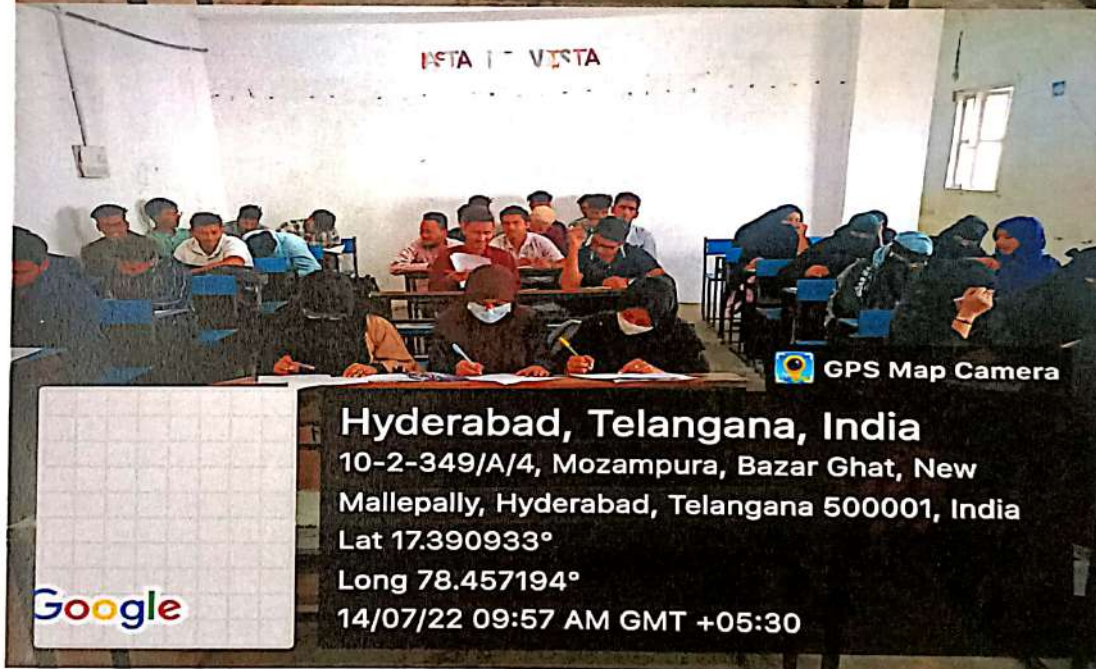 VISTA
GPS Map Camera
Hyderabad, Telangana, India
10-2-349/A/4, Mozampura, Bazar Ghat, New
Mallepally, Hyderabad, Telangana 500001, India
Lat 17.390933°
Long 78.457194°
14/07/22 09:57 AM GMT +05:30
Google